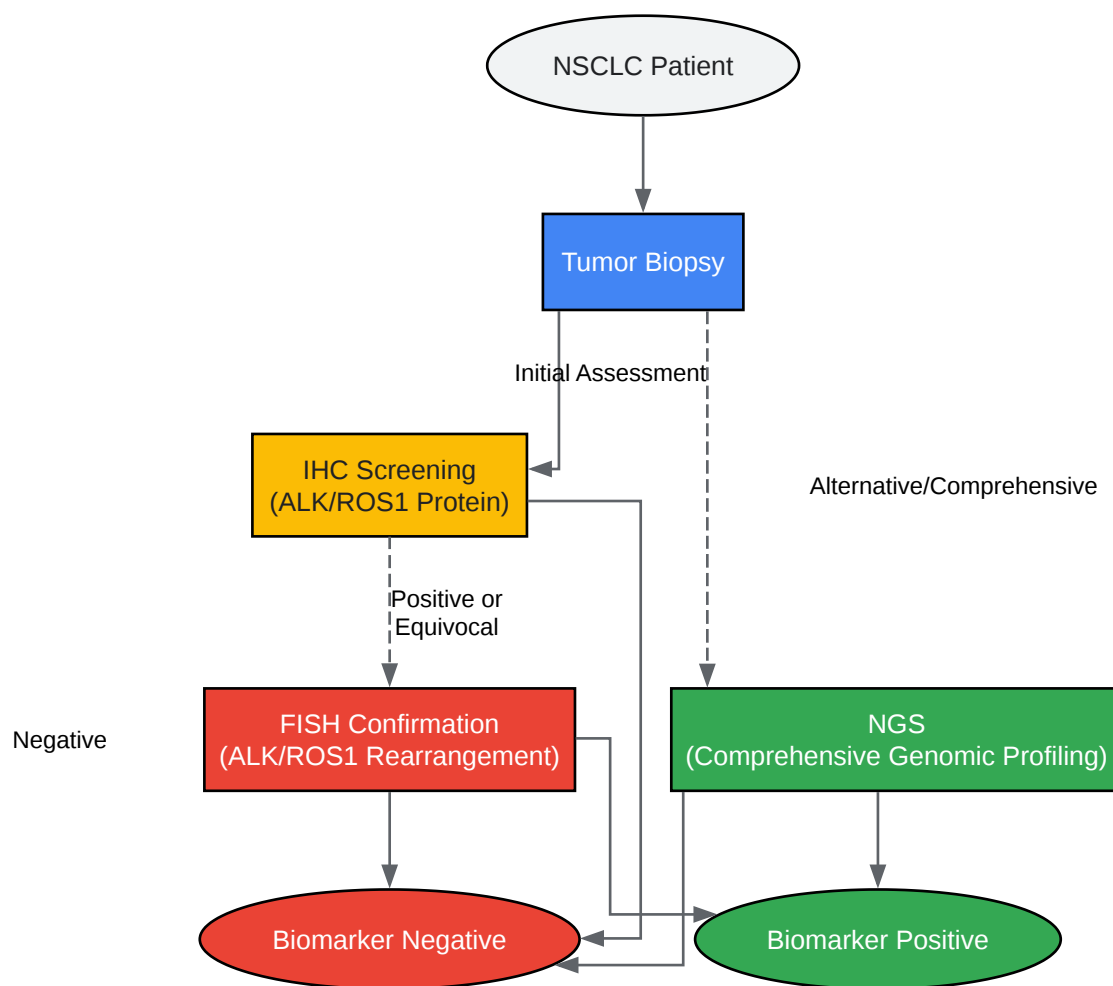 NSCLC Patient
Tumor Biopsy
Initial Assessment
IHC Screening
(ALK/ROS1 Protein)
Alternative/Comprehensive
Positive or
Equivocal
Negative
FISH Confirmation
(ALK/ROS1 Rearrangement)
NGS
(Comprehensive Genomic Profiling)
Biomarker Negative
Biomarker Positive